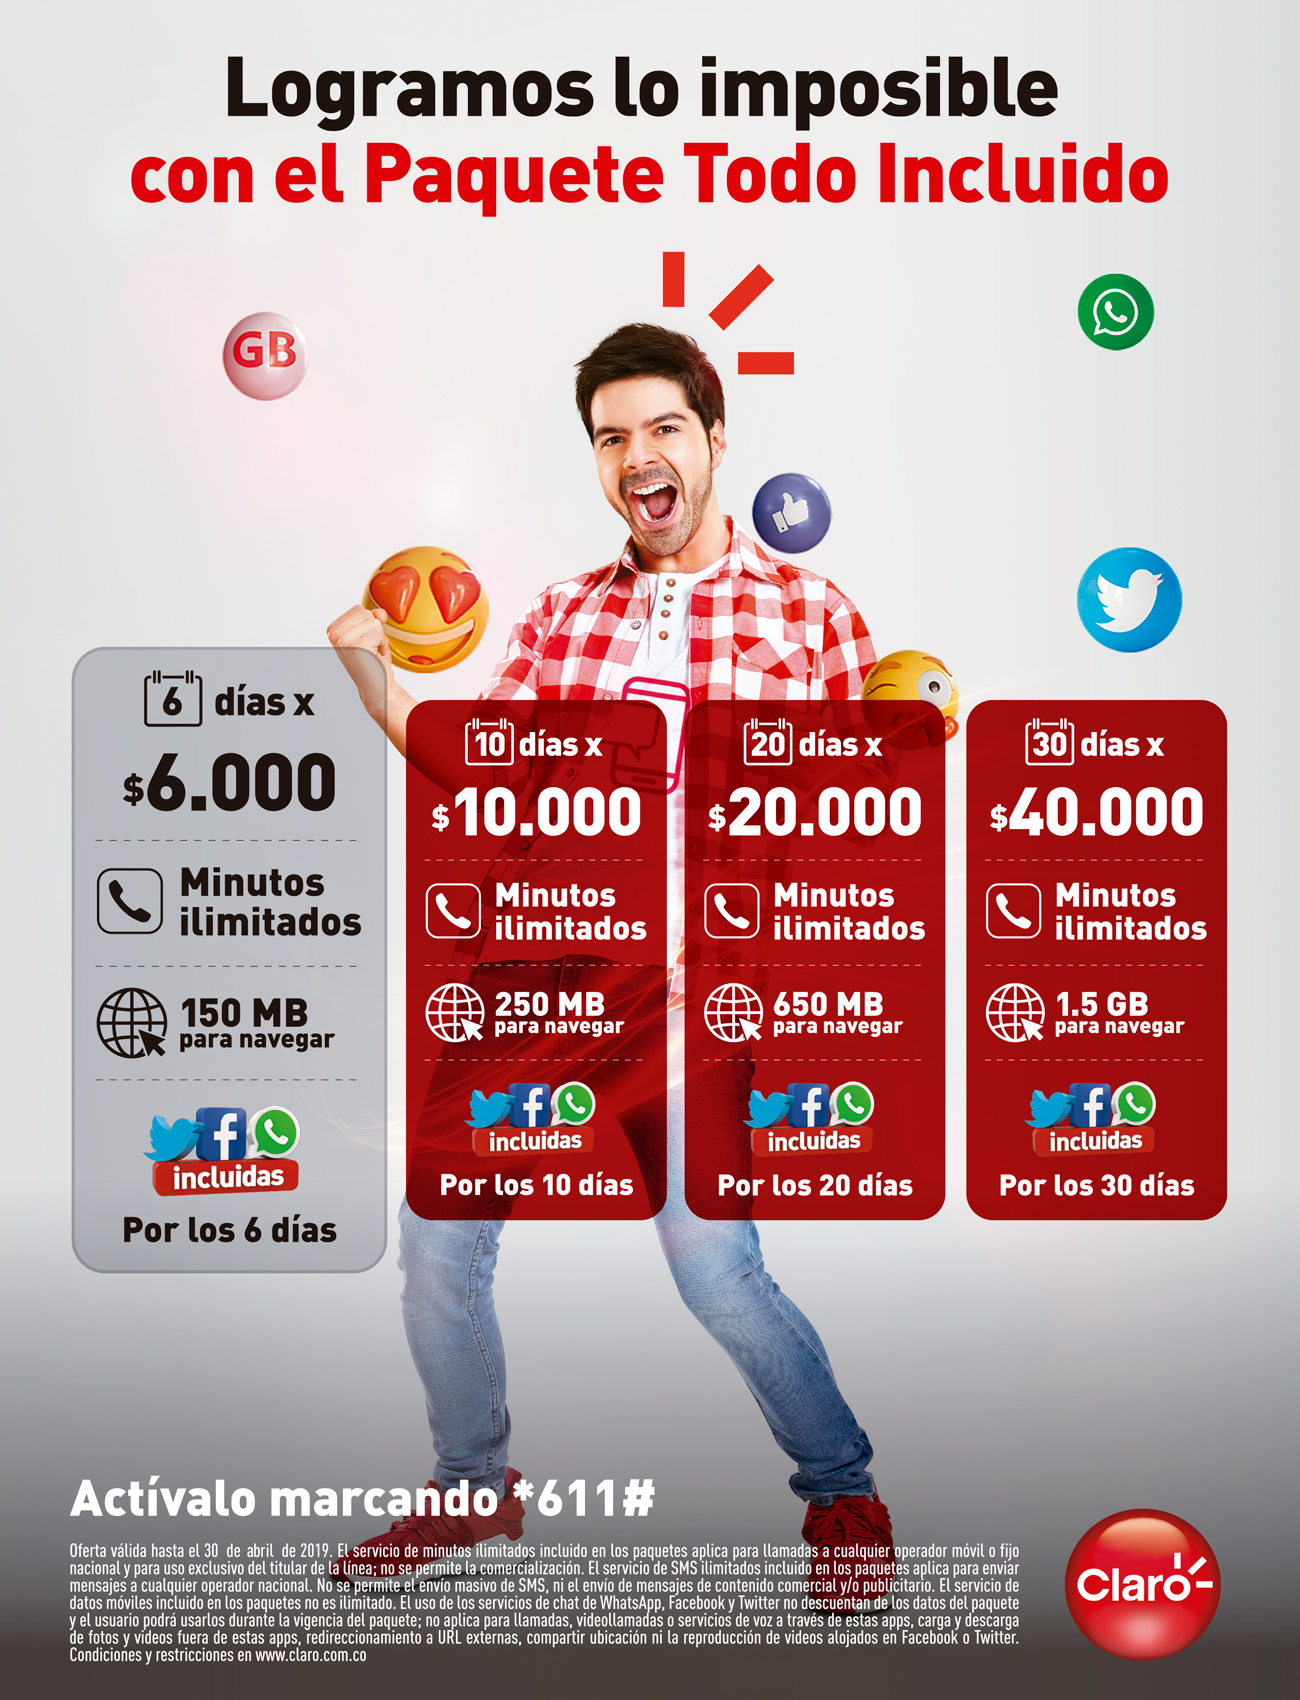 Logramos lo imposible
con el Paquete Todo Incluido
GB
6 días x
$6.000
Minutos
ilimitados
150 MB
para navegar
incluidas
Por los 6 días
10 días x
$10.000
Minutos
ilimitados
250 MB
para navegar
incluidas
Por los 10 días
20 días x
$20.000
Minutos
ilimitados
650 MB
para navegar
incluidas
Por los 20 días
30 días x
$40.000
Minutos
ilimitados
1.5 GB
para navegar
incluidas
Por los 30 días
Actívalo marcando *611#
Oferta válida hasta el 30 de abril de 2019. El servicio de minutos ilimitados incluido en los paquetes aplica para llamadas a cualquier operador móvil o fijo
nacional y para uso exclusivo del titular de la línea; no se permite la comercialización. El servicio de SMS ilimitados incluido en los paquetes aplica para enviar
mensajes a cualquier operador nacional. No se permite el envío masivo de SMS, ni el envío de mensajes de contenido comercial y/o publicitario. El servicio de
datos móviles incluido en los paquetes no es ilimitado. El uso de los servicios de chat de WhatsApp, Facebook y Twitter no descuentan de los datos del paquete
y el usuario podrá usarlos durante la vigencia del paquete; no aplica para llamadas, videollamadas o servicios de voz a través de estas apps, carga y descarga
de fotos y videos fuera de estas apps, redireccionamiento a URL externas, compartir ubicación ni la reproducción de videos alojados en Facebook o Twitter.
Condiciones y restricciones en www.claro.com.co
Claro